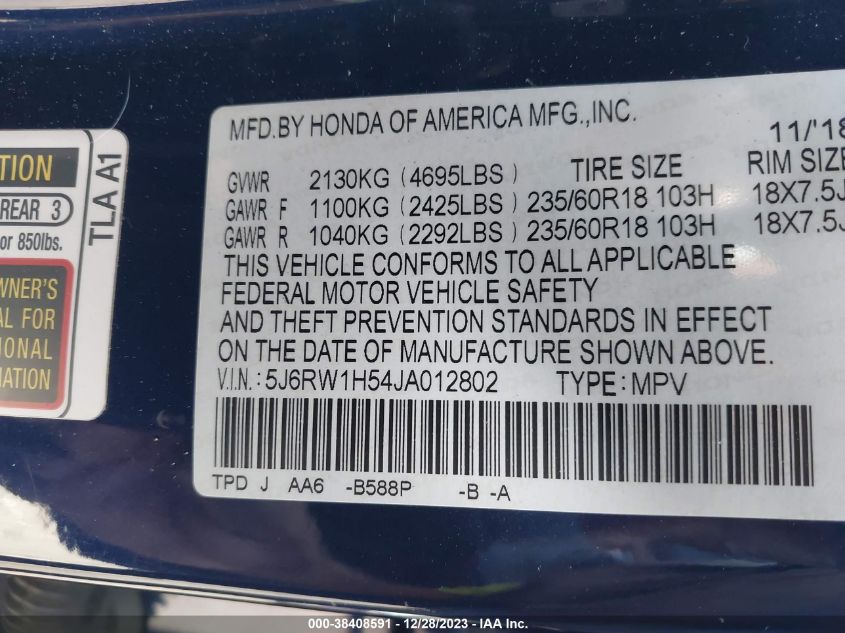 TION
REAR 3
or 850lbs.
WNER'S
AL FOR
IONAL
MATION
TLA A1
MFD.BY HONDA OF AMERICA MFG.,INC.
11/'18
GVWR 2130KG (4695LBS) TIRE SIZE RIM SIZE
GAWR F 1100KG (2425LBS) 235/60R18 103H 18X7.5J
GAWR R 1040KG (2292LBS) 235/60R18 103H 18X7.5J
THIS VEHICLE CONFORMS TO ALL APPLICABLE
FEDERAL MOTOR VEHICLE SAFETY
AND THEFT PREVENTION STANDARDS IN EFFECT
ON THE DATE OF MANUFACTURE SHOWN ABOVE.
V.I.N.: 5J6RW1H54JA012802 TYPE: MPV
TPD J AA6 -B588P -B -A
000-38408591 - 12/28/2023 - IAA Inc.